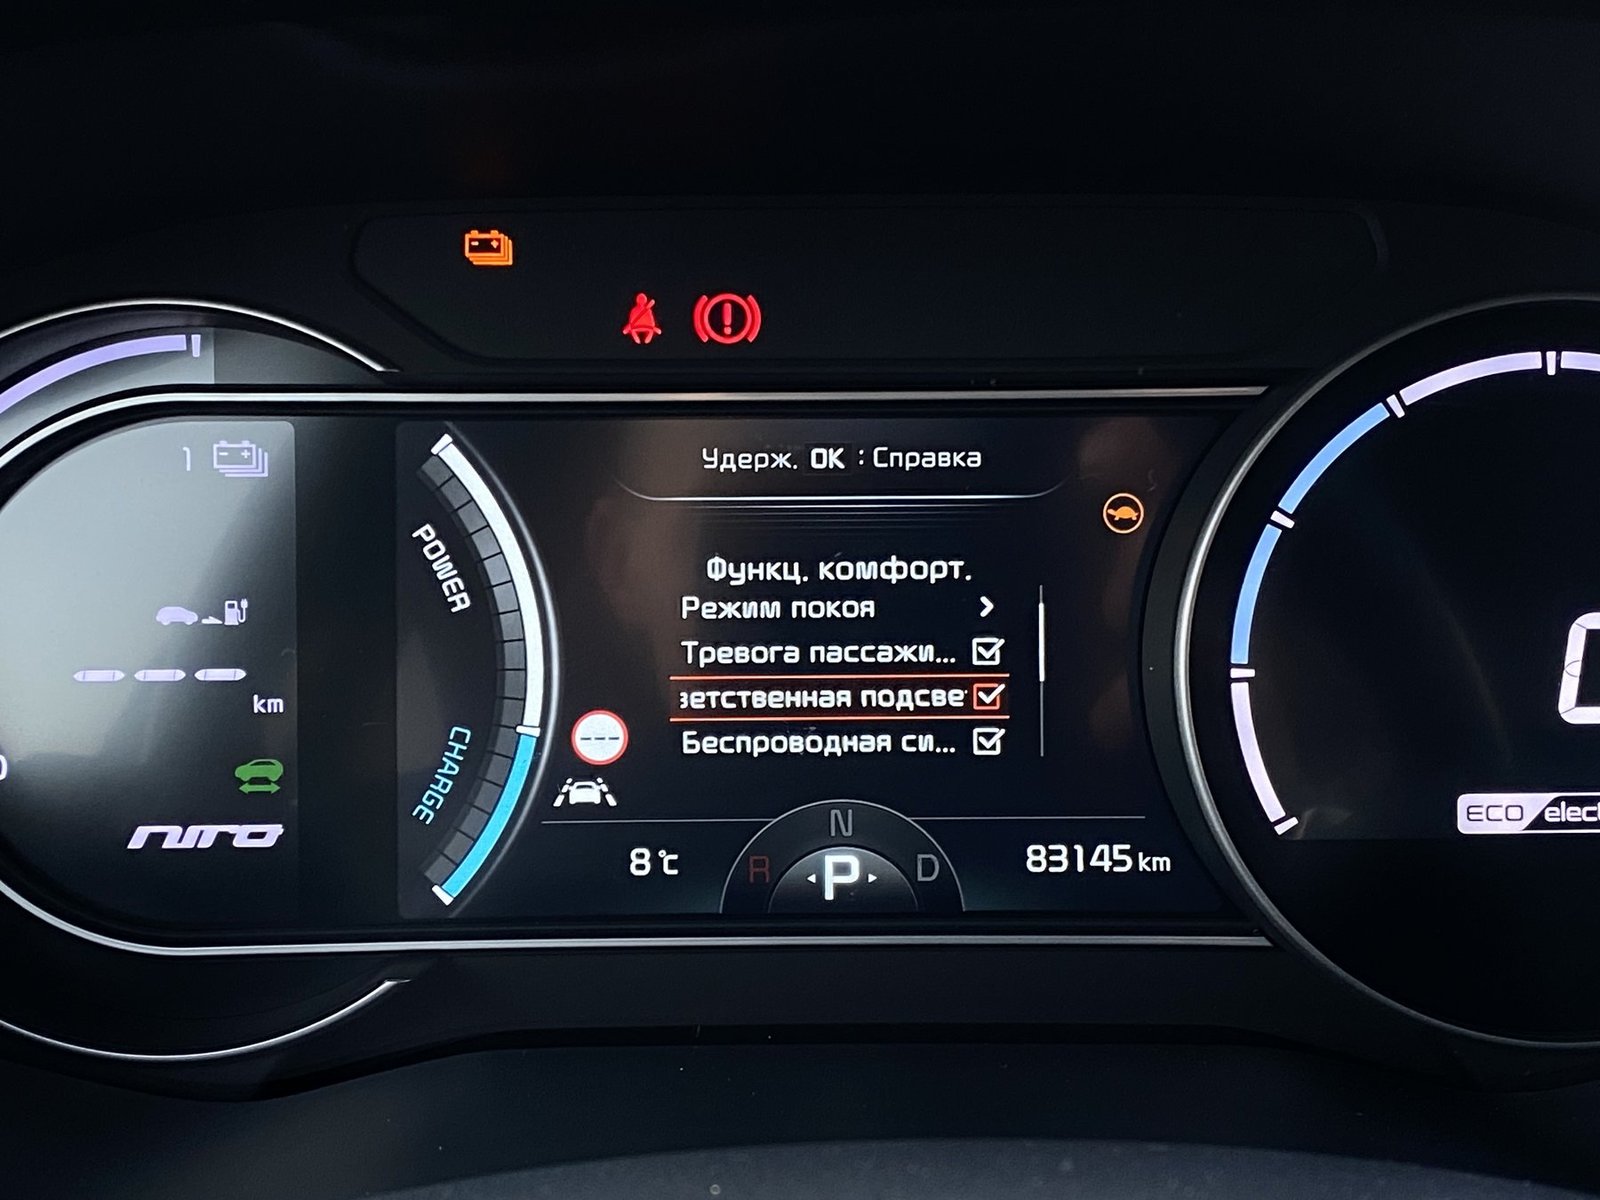 Удерж. OK : Справка
Функц. комфорт.
Режим покоя
Тревога пассажи...
ветственная подсве
Беспроводная си...
1
POWER
CHARGE
km
niro
8°C
N
R
P
D
83145 km
ECO elect